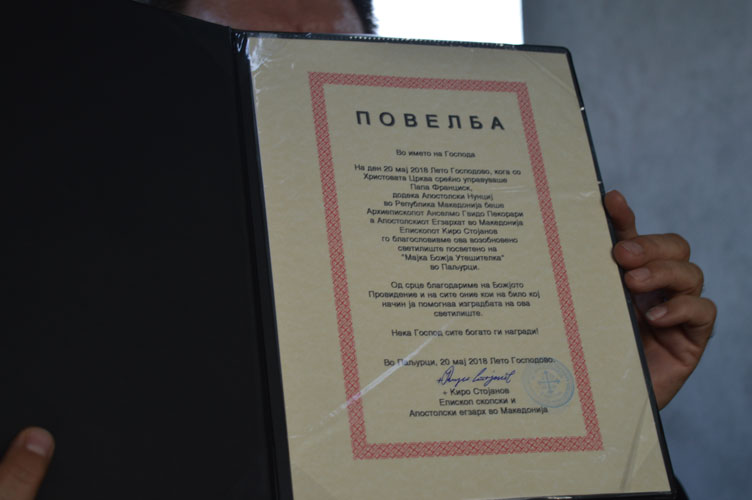 ПОВЕЛБА
Во името на Господа
На ден 20 мај 2018 Лето Господово, кога со
Христовата Црква среќно управуваше
Папа Франциск,
додека Апостолски Нунциј
во Република Македонија беше
Архиепископот Анселмо Гвидо Пекорари
а Апостолскиот Егзархат во Македонија
Епископот Киро Стојанов
го благословивме ова возобновено
светилиште посветено на
"Мајка Божја Утешителка"
во Паљурци.
Од срце благодариме на Божјото
Провидение и на сите оние кои на било кој
начин ја помогнаа изградбата на ова
светилиште.
Нека Господ сите богато ги награди!
Во Паљурци, 20 мај 2018 Лето Господово.
+ Киро Стојанов
Епископ скопски и
Апостолски егзарх во Македонија